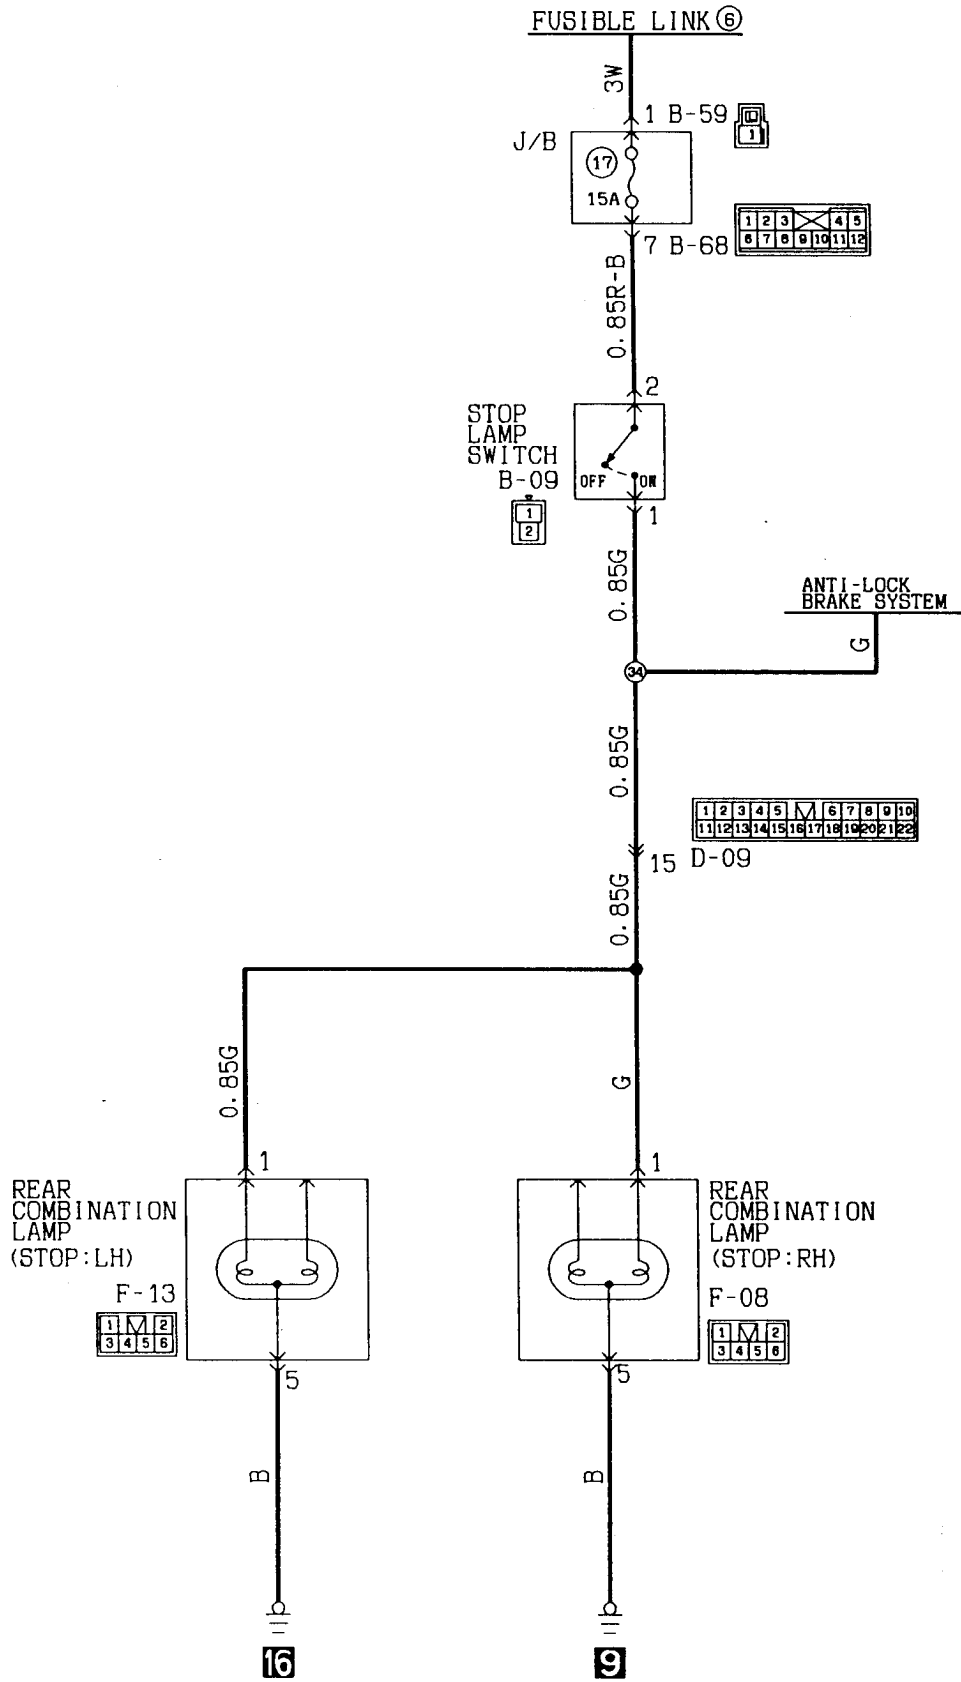 FUSIBLE LINK ⑥
3W
1 B-59
1
J/B
17
15A
7 B-68
1 2 3 4 5
6 7 8 9 10 11 12
0.85R-B
2
STOP
LAMP
SWITCH
B-09
OFF ON
1
2
1
0.85G
ANTI-LOCK
BRAKE SYSTEM
G
34
0.85G
1 2 3 4 5 6 7 8 9 10
11 12 13 14 15 16 17 18 19 20 21 22
15 D-09
0.85G
0.85G
G
1
1
REAR
COMBINATION
LAMP
(STOP:LH)
F-13
1 2
3 4 5 6
REAR
COMBINATION
LAMP
(STOP:RH)
F-08
1 2
3 4 5 6
5
5
B
B
16
9